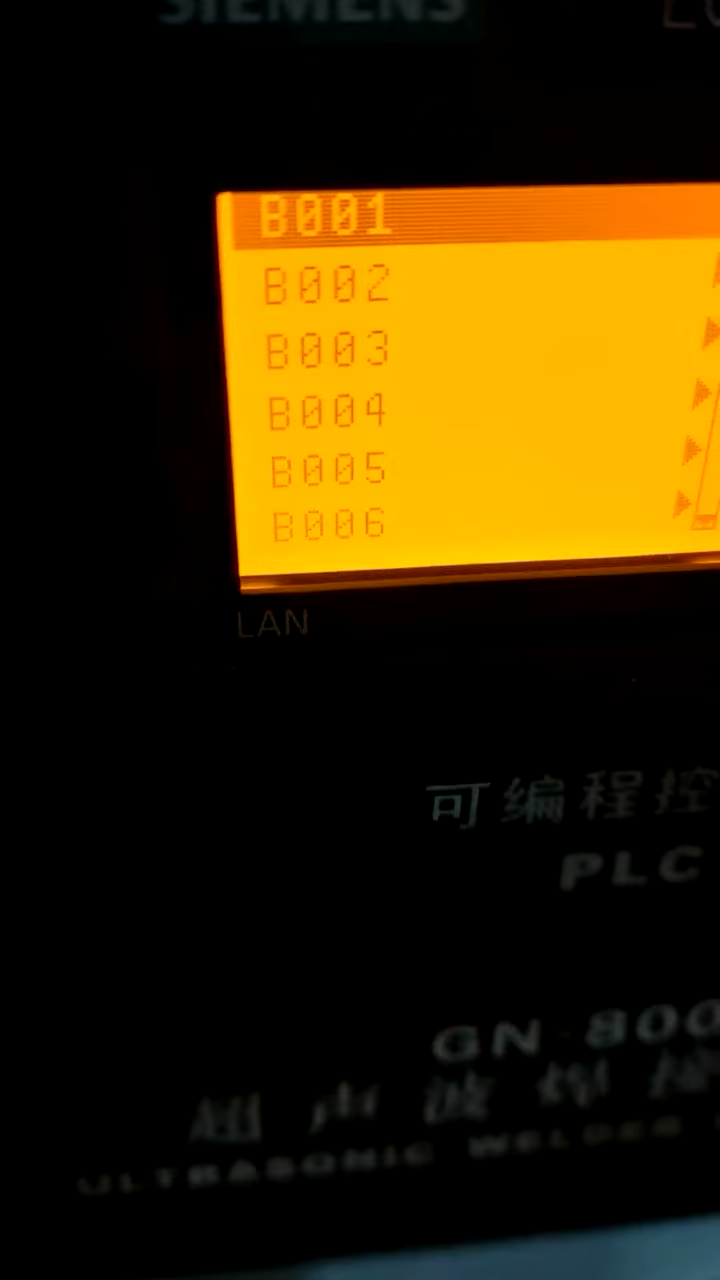 SIEMENS
B001
B002
B003
B004
B005
B006
LAN
可编程控
PLC
GN-800
超声波焊接
ULTRASONIC WELDER